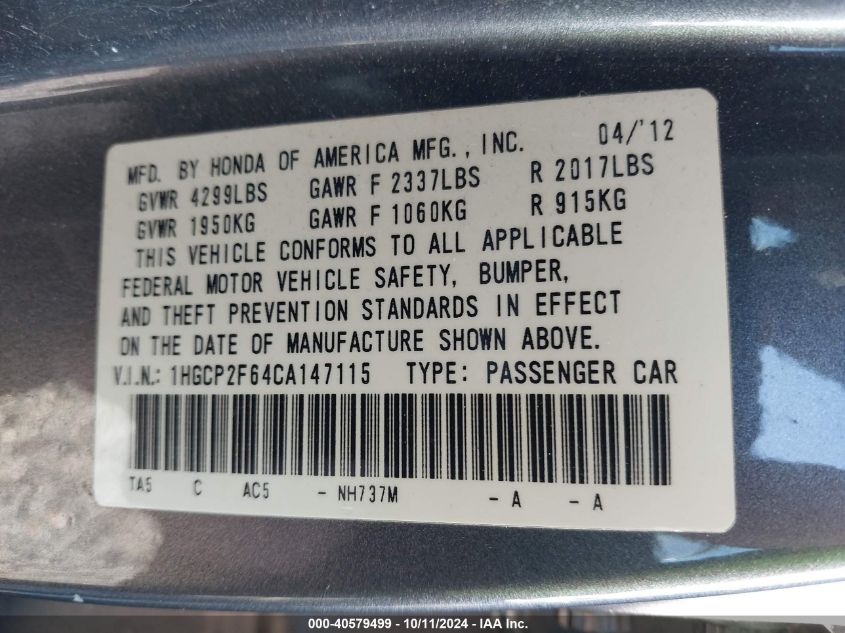 MFD. BY HONDA OF AMERICA MFG., INC. 04/'12
GVWR 4299LBS GAWR F 2337LBS R 2017LBS
GVWR 1950KG GAWR F 1060KG R 915KG
THIS VEHICLE CONFORMS TO ALL APPLICABLE
FEDERAL MOTOR VEHICLE SAFETY, BUMPER,
AND THEFT PREVENTION STANDARDS IN EFFECT
ON THE DATE OF MANUFACTURE SHOWN ABOVE.
V.I.N.: 1HGCP2F64CA147115 TYPE: PASSENGER CAR
TA5 C AC5 - NH737M - A - A
000-40579499 - 10/11/2024 - IAAI.com